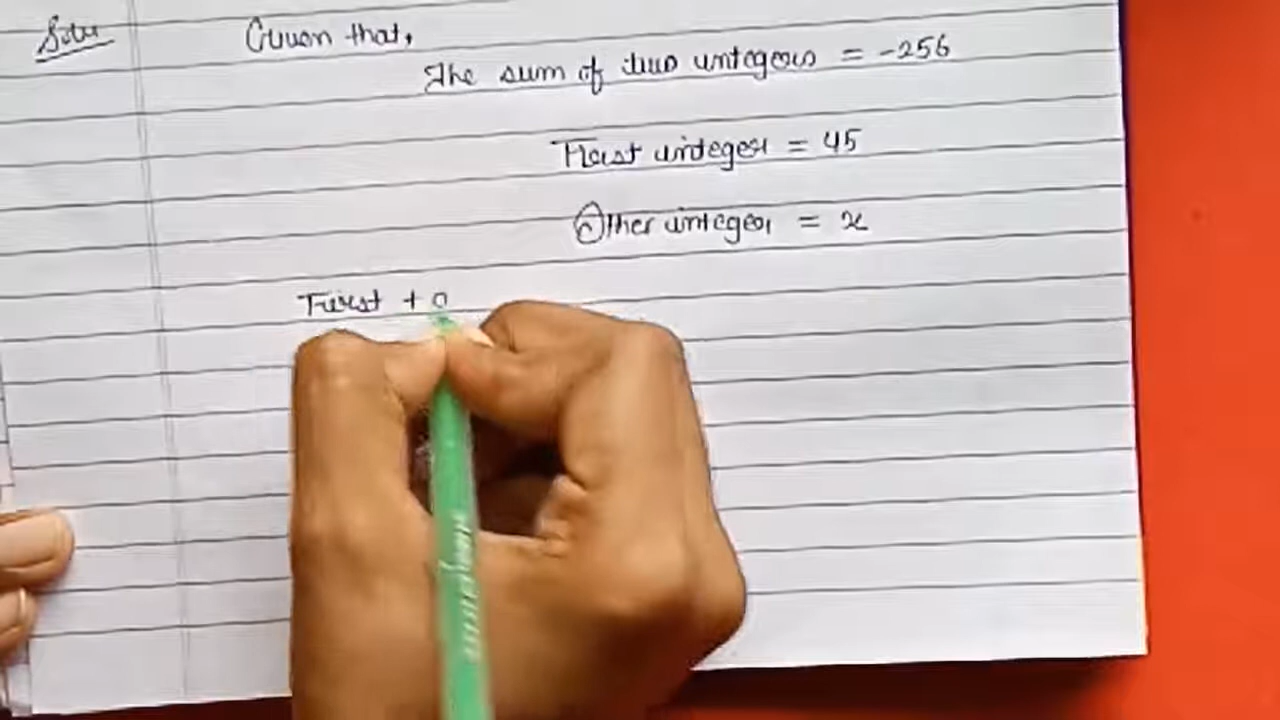 Soln Given that,
The sum of two integers = -256
First integer = 45
Other integer = x
First + o